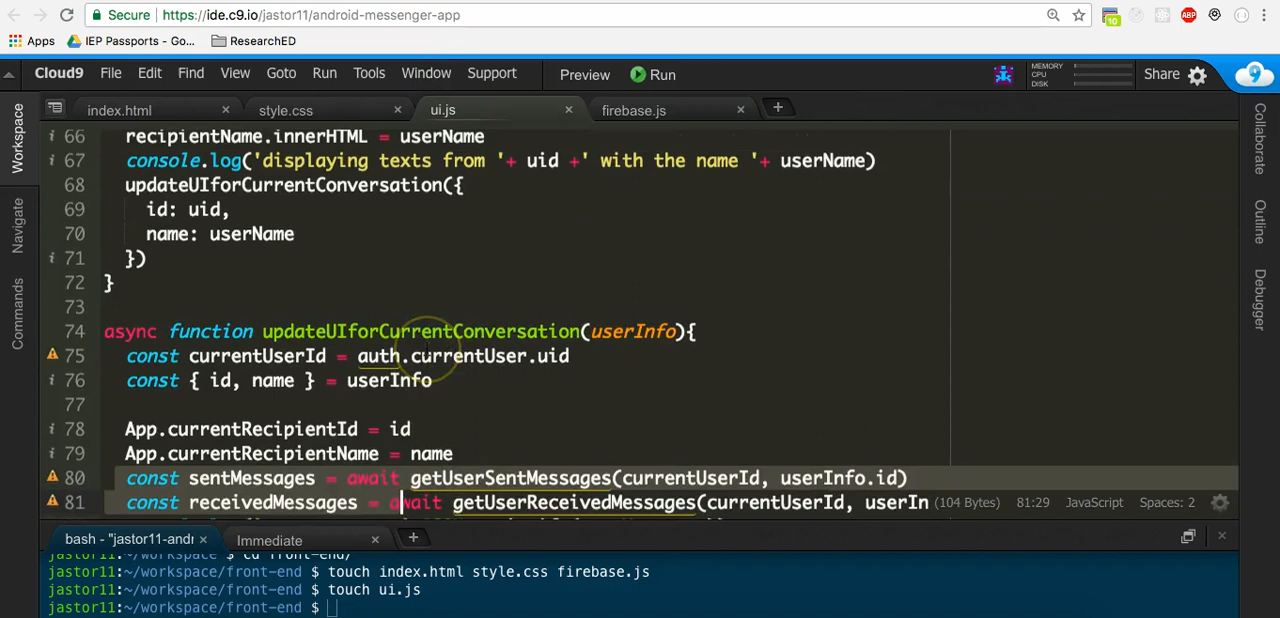 Secure https://ide.c9.io/jastor11/android-messenger-app
10 ABP
Apps IEP Passports - Go... ResearchED
Cloud9 File Edit Find View Goto Run Tools Window Support Preview Run MEMORY CPU DISK Share 9
index.html x style.css x ui.js x firebase.js x +
66 recipientName.innerHTML = userName
67 console.log('displaying texts from '+ uid +' with the name '+ userName)
68 updateUIforCurrentConversation({
69 id: uid,
70 name: userName
71 })
72 }
73
74 async function updateUIforCurrentConversation(userInfo){
75 const currentUserId = auth.currentUser.uid
76 const { id, name } = userInfo
77
78 App.currentRecipientId = id
79 App.currentRecipientName = name
80 const sentMessages = await getUserSentMessages(currentUserId, userInfo.id)
81 const receivedMessages = await getUserReceivedMessages(currentUserId, userIn (104 Bytes) 81:29 JavaScript Spaces: 2
Workspace
Navigate
Commands
Collaborate
Outline
Debugger
bash - "jastor11-andr x Immediate x +
jastor11:~/workspace $ cd front-end/
jastor11:~/workspace/front-end $ touch index.html style.css firebase.js
jastor11:~/workspace/front-end $ touch ui.js
jastor11:~/workspace/front-end $